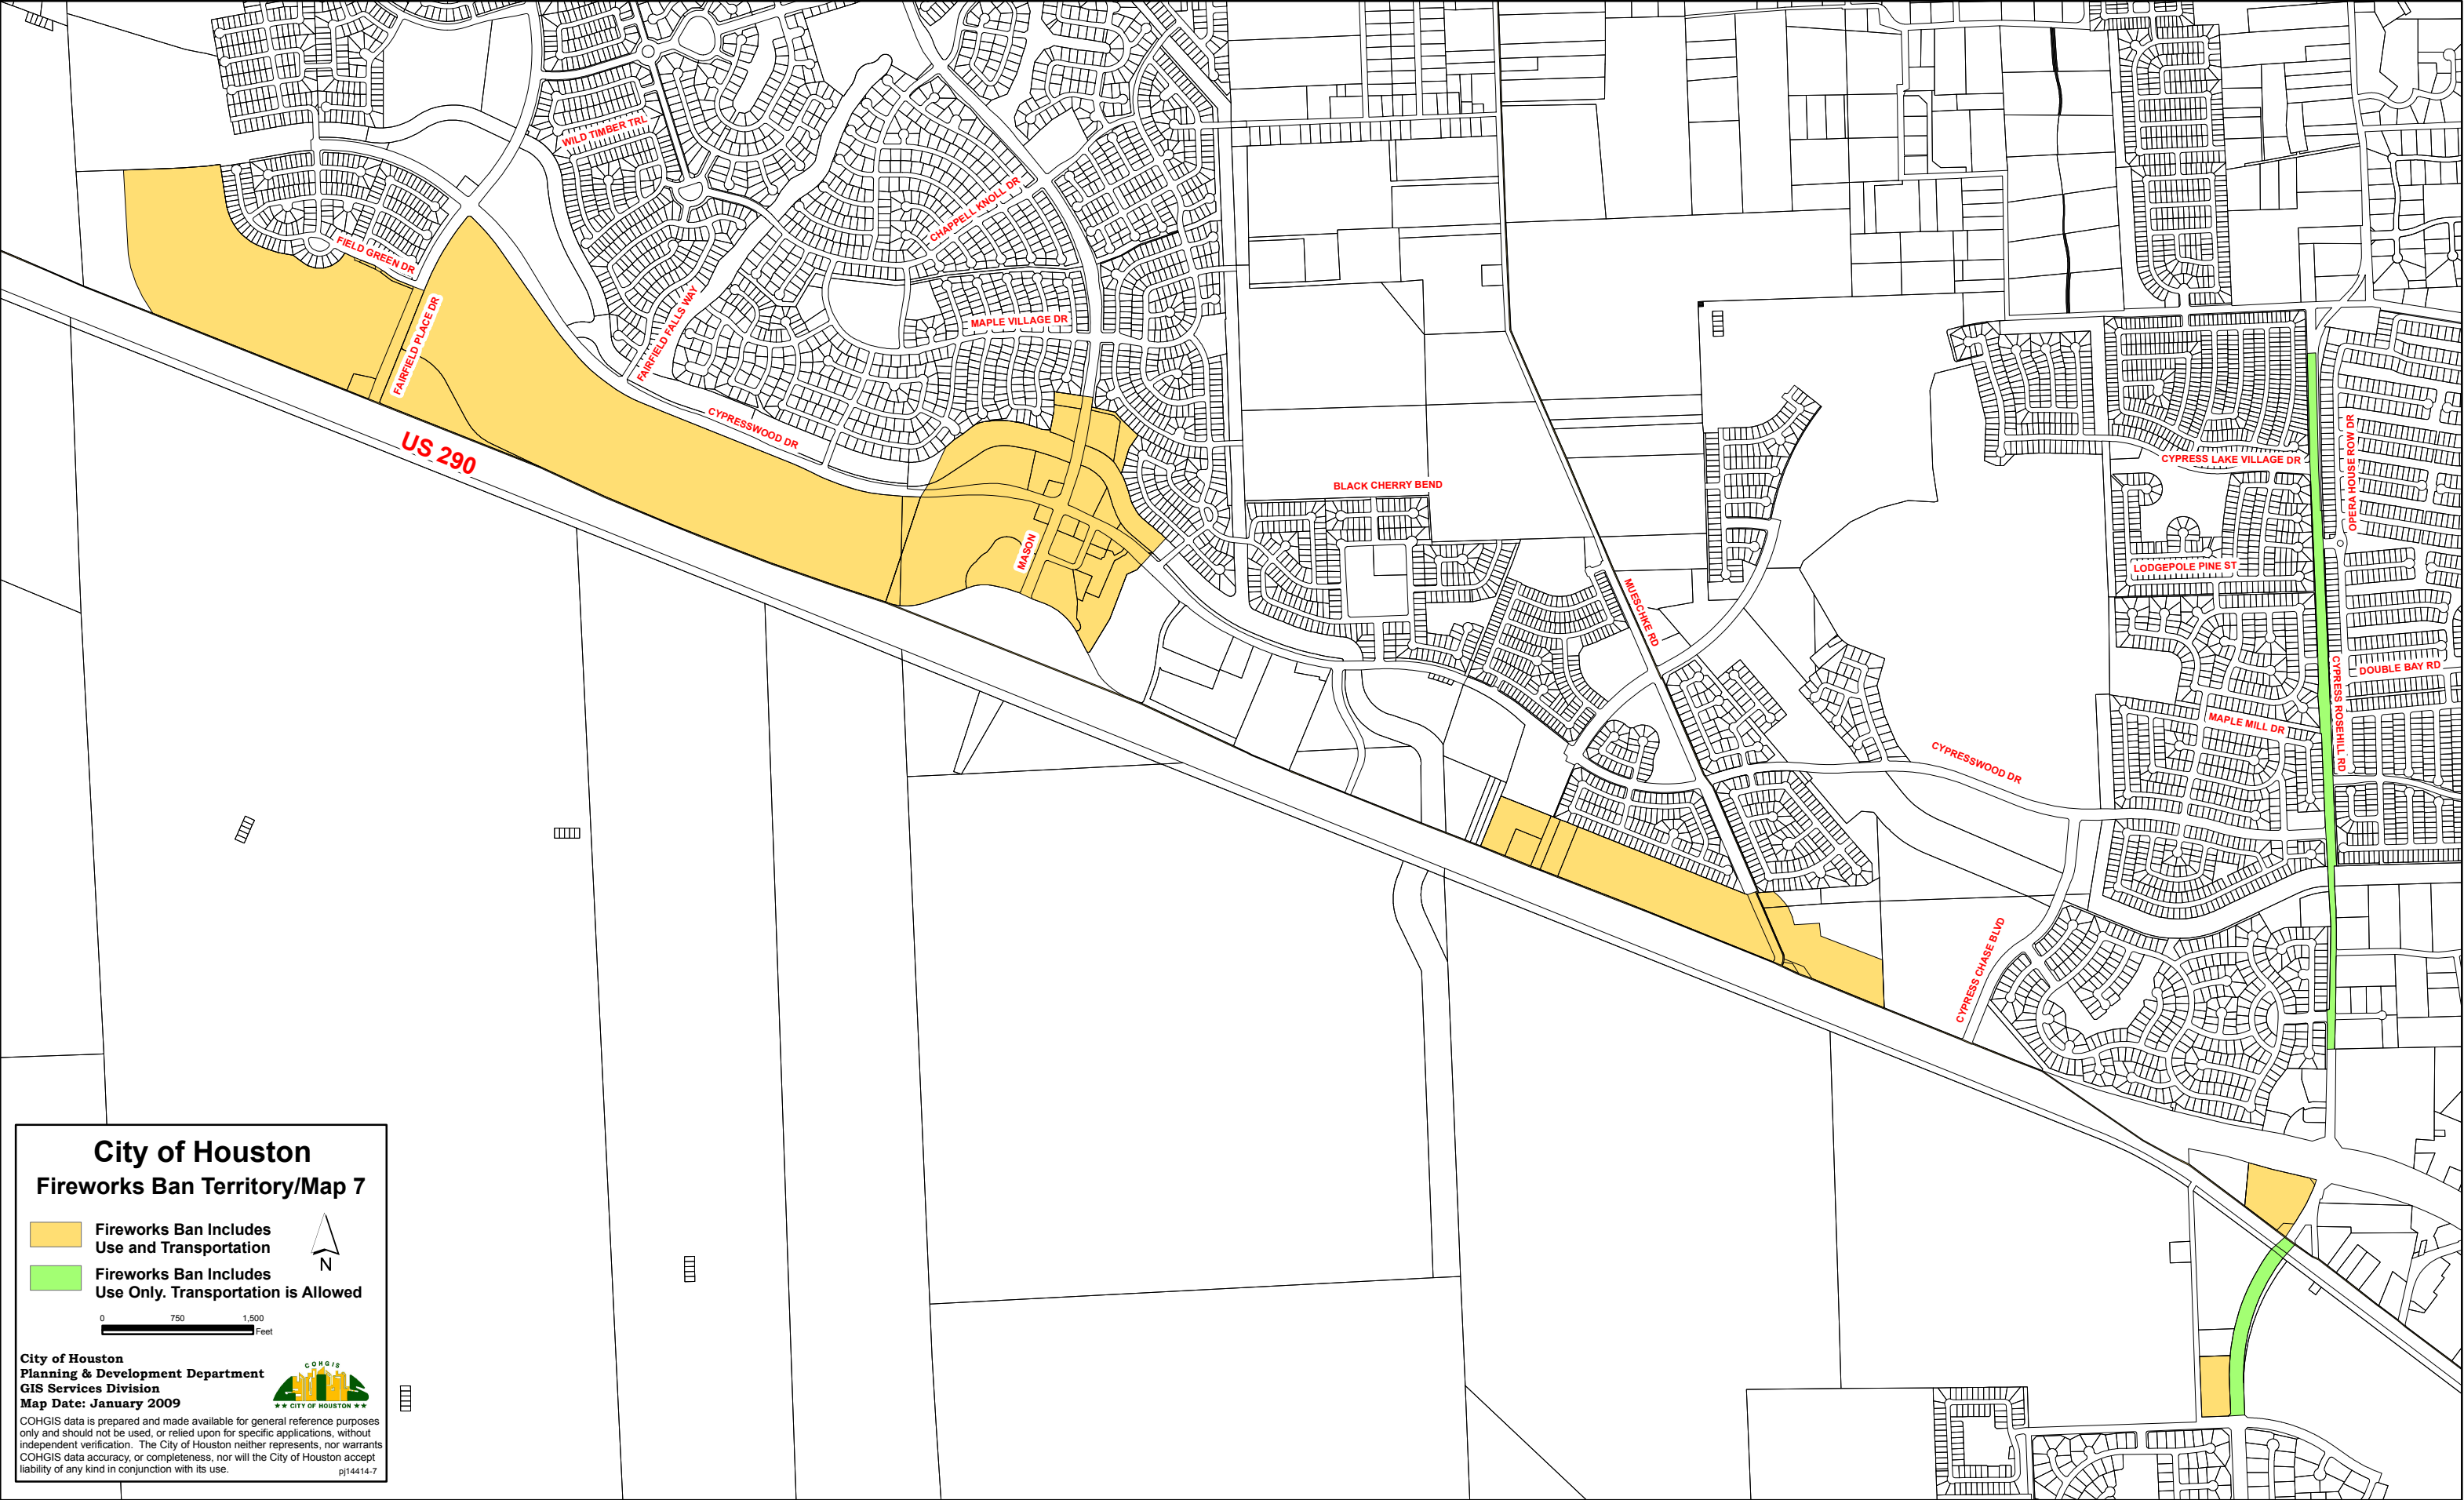 WILD TIMBER TRL
CHAPPELL KNOLL DR
FIELD GREEN DR
FAIRFIELD PLACE DR
FAIRFIELD FALLS WAY
MAPLE VILLAGE DR
CYPRESSWOOD DR
US 290
MASON
BLACK CHERRY BEND
MUESCHKE RD
CYPRESS LAKE VILLAGE DR
OPERA HOUSE ROW DR
LODGEPOLE PINE ST
CYPRESS ROSEHILL RD
DOUBLE BAY RD
MAPLE MILL DR
CYPRESSWOOD DR
CYPRESS CHASE BLVD
City of Houston
Fireworks Ban Territory/Map 7
Fireworks Ban Includes
Use and Transportation
N
Fireworks Ban Includes
Use Only. Transportation is Allowed
0 750 1,500
Feet
City of Houston
Planning & Development Department
GIS Services Division
Map Date: January 2009
COHGIS
★★ CITY OF HOUSTON ★★
COHGIS data is prepared and made available for general reference purposes
only and should not be used, or relied upon for specific applications, without
independent verification. The City of Houston neither represents, nor warrants
COHGIS data accuracy, or completeness, nor will the City of Houston accept
liability of any kind in conjunction with its use.
pj14414-7